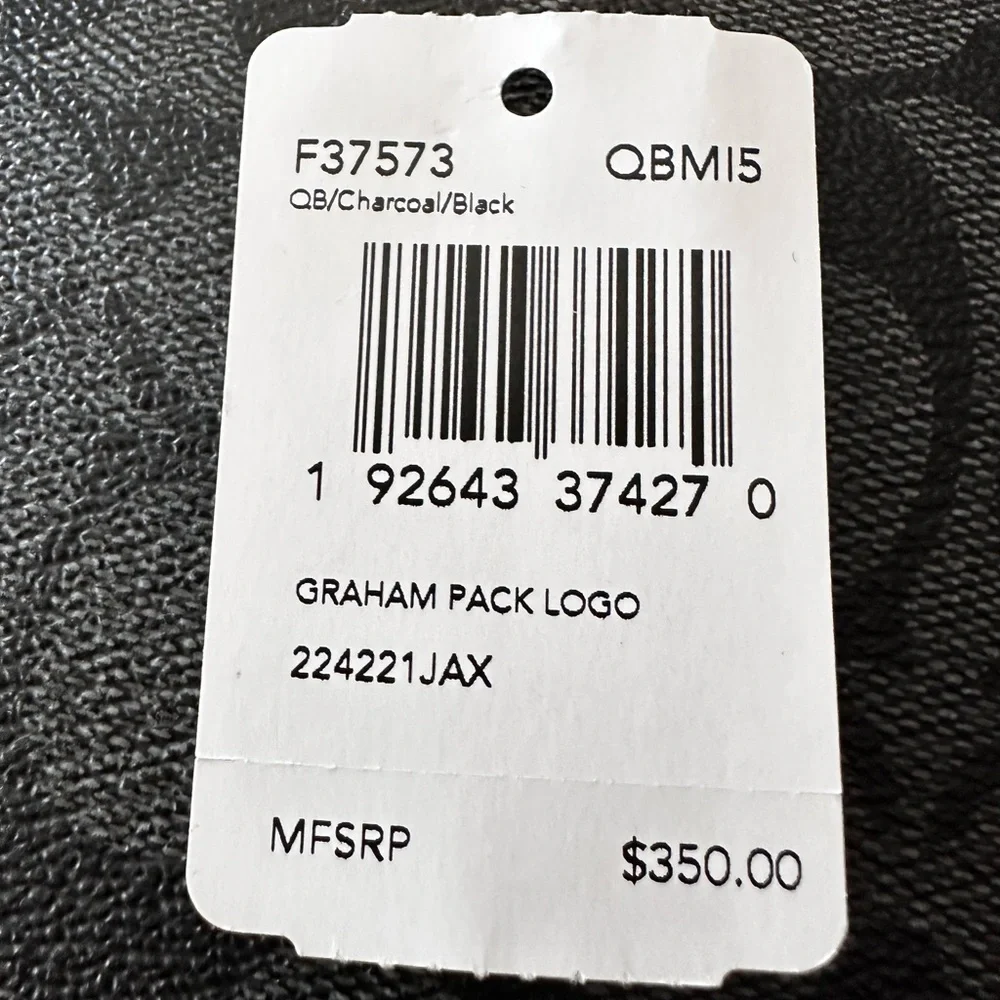 F37573 QBMI5
QB/Charcoal/Black
1 92643 37427 0
GRAHAM PACK LOGO
224221JAX
MFSRP $350.00